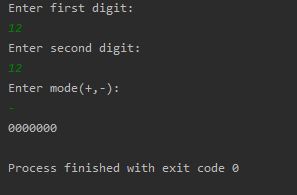 Enter first digit:
12
Enter second digit:
12
Enter mode(+,-):
-
0000000
Process finished with exit code 0